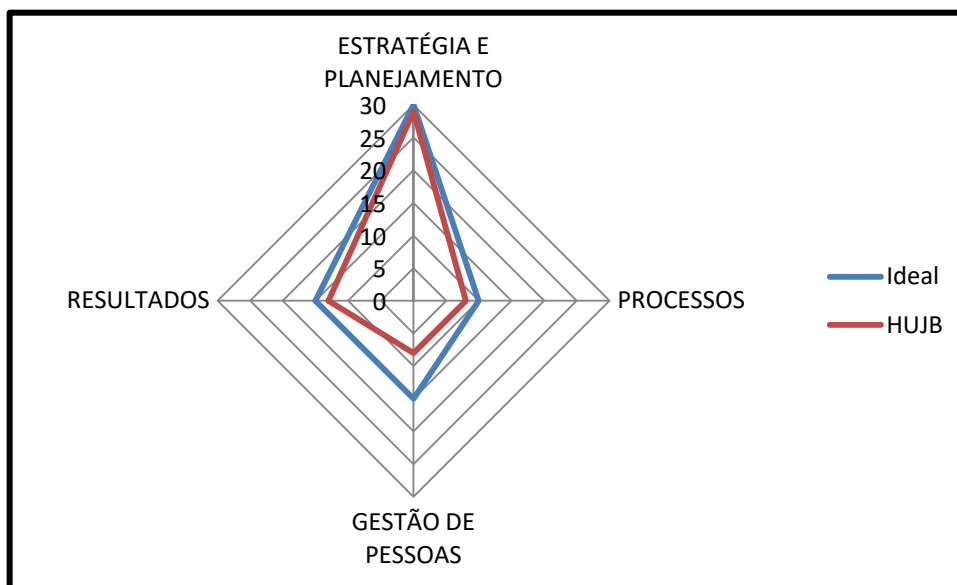 ESTRATÉGIA E
PLANEJAMENTO
30
25
20
15
10
5
0
RESULTADOS
PROCESSOS
GESTÃO DE
PESSOAS
Ideal
HUJB